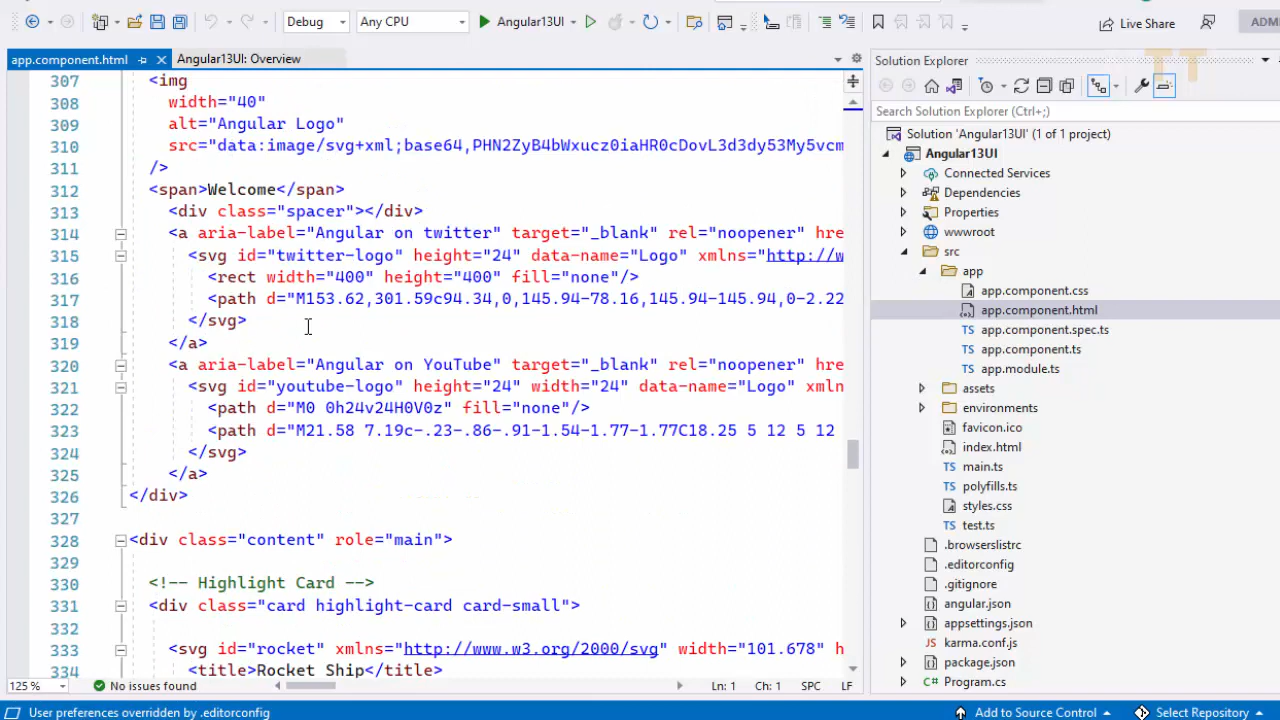 Debug
Any CPU
Angular13UI
Live Share
ADM
app.component.html
Angular13UI: Overview
307 <img
308 width="40"
309 alt="Angular Logo"
310 src="data:image/svg+xml;base64,PHN2ZyB4bWxucz0iaHR0cDovL3d3dy53My5vcm
311 />
312 <span>Welcome</span>
313 <div class="spacer"></div>
314 <a aria-label="Angular on twitter" target="_blank" rel="noopener" hre
315 <svg id="twitter-logo" height="24" data-name="Logo" xmlns="http://w
316 <rect width="400" height="400" fill="none"/>
317 <path d="M153.62,301.59c94.34,0,145.94-78.16,145.94-145.94,0-2.22
318 </svg>
319 </a>
320 <a aria-label="Angular on YouTube" target="_blank" rel="noopener" hre
321 <svg id="youtube-logo" height="24" width="24" data-name="Logo" xmln
322 <path d="M0 0h24v24H0V0z" fill="none"/>
323 <path d="M21.58 7.19c-.23-.86-.91-1.54-1.77-1.77C18.25 5 12 5 12
324 </svg>
325 </a>
326 </div>
327
328 <div class="content" role="main">
329
330 <!-- Highlight Card -->
331 <div class="card highlight-card card-small">
332
333 <svg id="rocket" xmlns="http://www.w3.org/2000/svg" width="101.678" h
334 <title>Rocket Ship</title>
125 %
No issues found
Ln: 1
Ch: 1
SPC
LF
Solution Explorer
TT
Search Solution Explorer (Ctrl+;)
Solution 'Angular13UI' (1 of 1 project)
Angular13UI
Connected Services
Dependencies
Properties
wwwroot
src
app
app.component.css
app.component.html
TS app.component.spec.ts
TS app.component.ts
TS app.module.ts
assets
environments
favicon.ico
index.html
TS main.ts
TS polyfills.ts
styles.css
TS test.ts
.browserslistrc
.editorconfig
.gitignore
angular.json
appsettings.json
karma.conf.js
package.json
C# Program.cs
User preferences overridden by .editorconfig
Add to Source Control
Select Repository